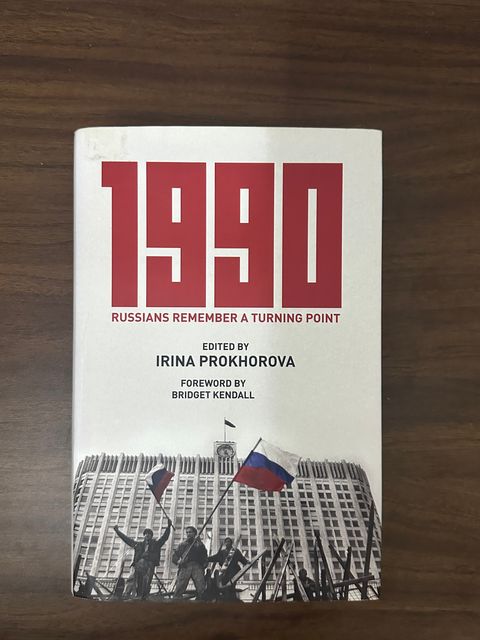 1990
RUSSIANS REMEMBER A TURNING POINT
EDITED BY
IRINA PROKHOROVA
FOREWORD BY
BRIDGET KENDALL